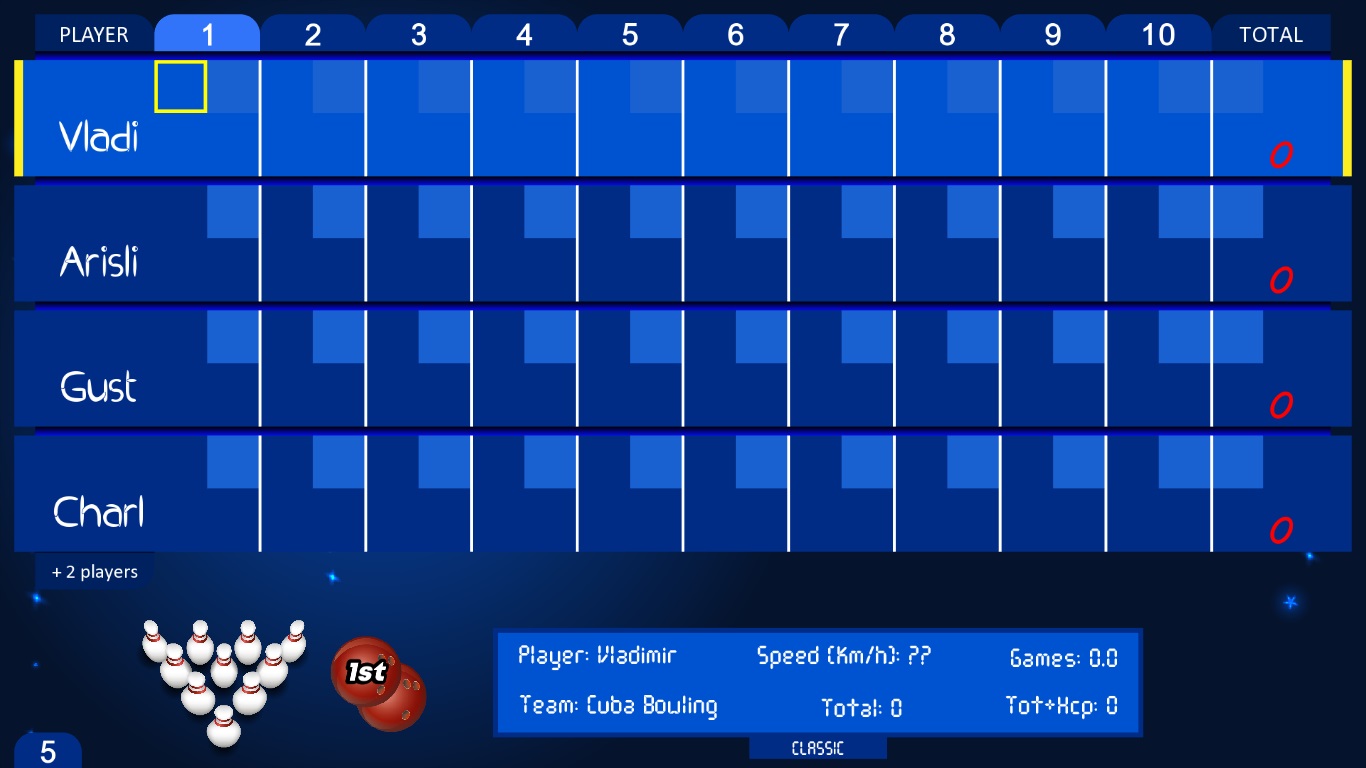 PLAYER 1 2 3 4 5 6 7 8 9 10 TOTAL
Vladi 0
Arisli 0
Gust 0
Charl 0
+ 2 players
1st
Player: Vladimir Speed (Km/h): ?? Games: 0.0
Team: Cuba Bowling Total: 0 Tot+Hcp: 0
5 CLASSIC